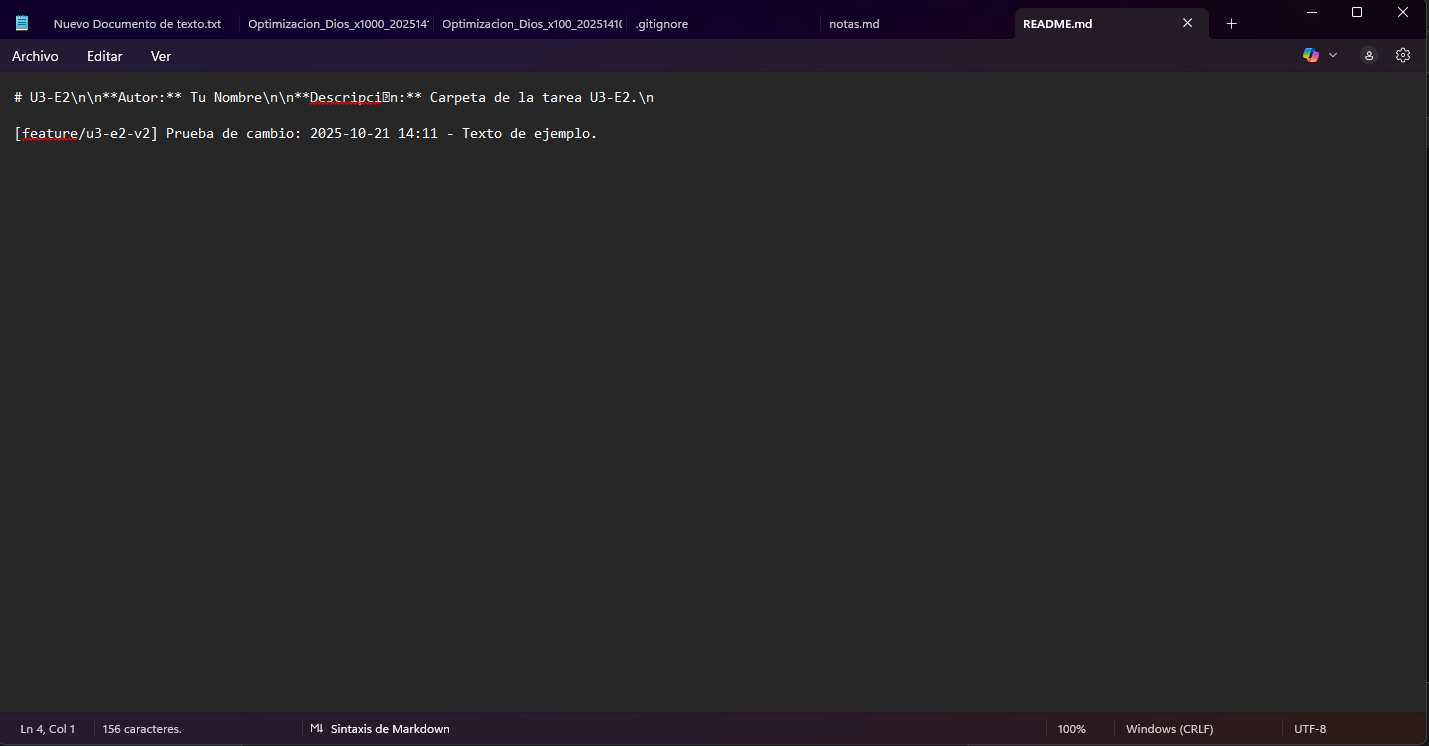 Nuevo Documento de texto.txt
Optimizacion_Dios_x1000_202514
Optimizacion_Dios_x100_20251410
.gitignore
notas.md
README.md
Archivo
Editar
Ver
# U3-E2\n\n**Autor:** Tu Nombre\n\n**Descripci�n:** Carpeta de la tarea U3-E2.\n
[feature/u3-e2-v2] Prueba de cambio: 2025-10-21 14:11 - Texto de ejemplo.
Ln 4, Col 1
156 caracteres.
M↓ Sintaxis de Markdown
100%
Windows (CRLF)
UTF-8